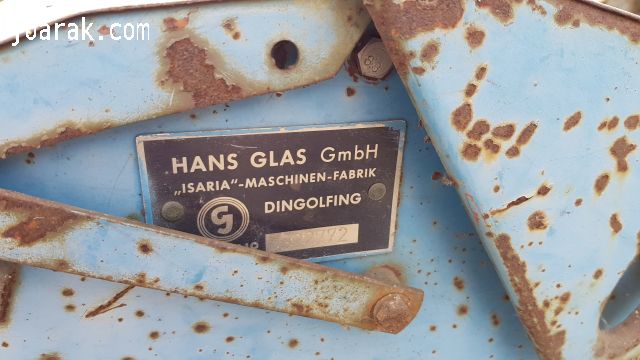 joarak.com
HANS GLAS GmbH
„ISARIA“-MASCHINEN-FABRIK
DINGOLFING
G